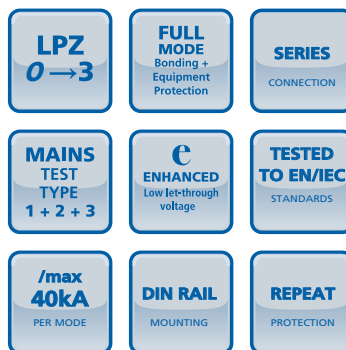 LPZ
0→3
FULL
MODE
Bonding +
Equipment
Protection
SERIES
CONNECTION
MAINS
TEST
TYPE
1 + 2 + 3
e
ENHANCED
Low let-through
voltage
TESTED
TO EN/IEC
STANDARDS
/max
40kA
PER MODE
DIN RAIL
MOUNTING
REPEAT
PROTECTION